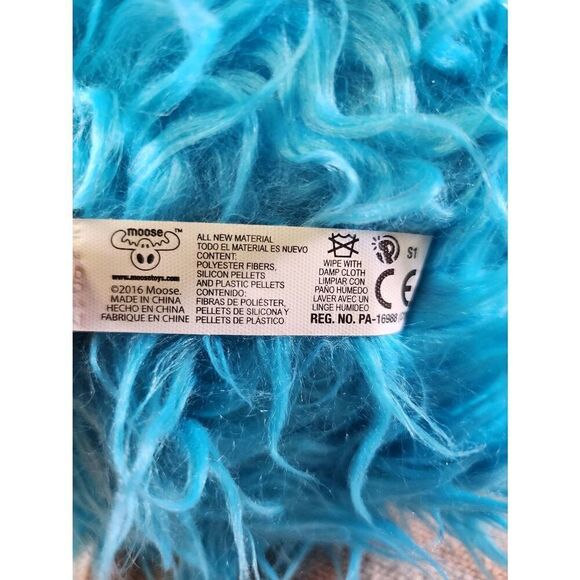 moose™
www.moosetoys.com
©2016 Moose.
MADE IN CHINA
HECHO EN CHINA
FABRIQUE EN CHINE
ALL NEW MATERIAL
TODO EL MATERIAL ES NUEVO
CONTENT:
POLYESTER FIBERS,
SILICON PELLETS
AND PLASTIC PELLETS
CONTENIDO:
FIBRAS DE POLIÉSTER,
PELLETS DE SILICONA Y
PELLETS DE PLÁSTICO
WIPE WITH
DAMP CLOTH
LIMPIAR CON
PAÑO HUMEDO
LAVER AVEC UN
LINGE HUMIDEO
REG. NO. PA-16988
S1
CE